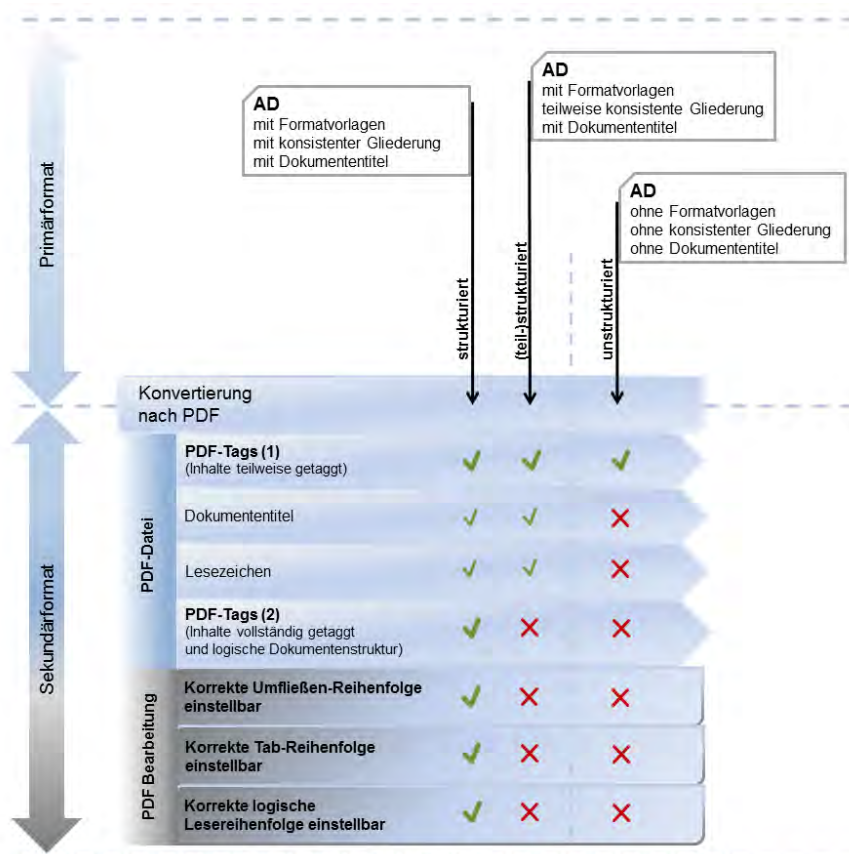 AD
mit Formatvorlagen
mit konsistenter Gliederung
mit Dokumententitel
AD
mit Formatvorlagen
teilweise konsistente Gliederung
mit Dokumententitel
AD
ohne Formatvorlagen
ohne konsistenter Gliederung
ohne Dokumententitel
Primärformat
strukturiert
(teil-)strukturiert
unstrukturiert
Konvertierung
nach PDF
Sekundärformat
PDF-Datei
PDF-Tags (1)
(Inhalte teilweise getaggt)
Dokumententitel
Lesezeichen
PDF-Tags (2)
(Inhalte vollständig getaggt
und logische Dokumentenstruktur)
PDF Bearbeitung
Korrekte Umfließen-Reihenfolge
einstellbar
Korrekte Tab-Reihenfolge
einstellbar
Korrekte logische
Lesereihenfolge einstellbar